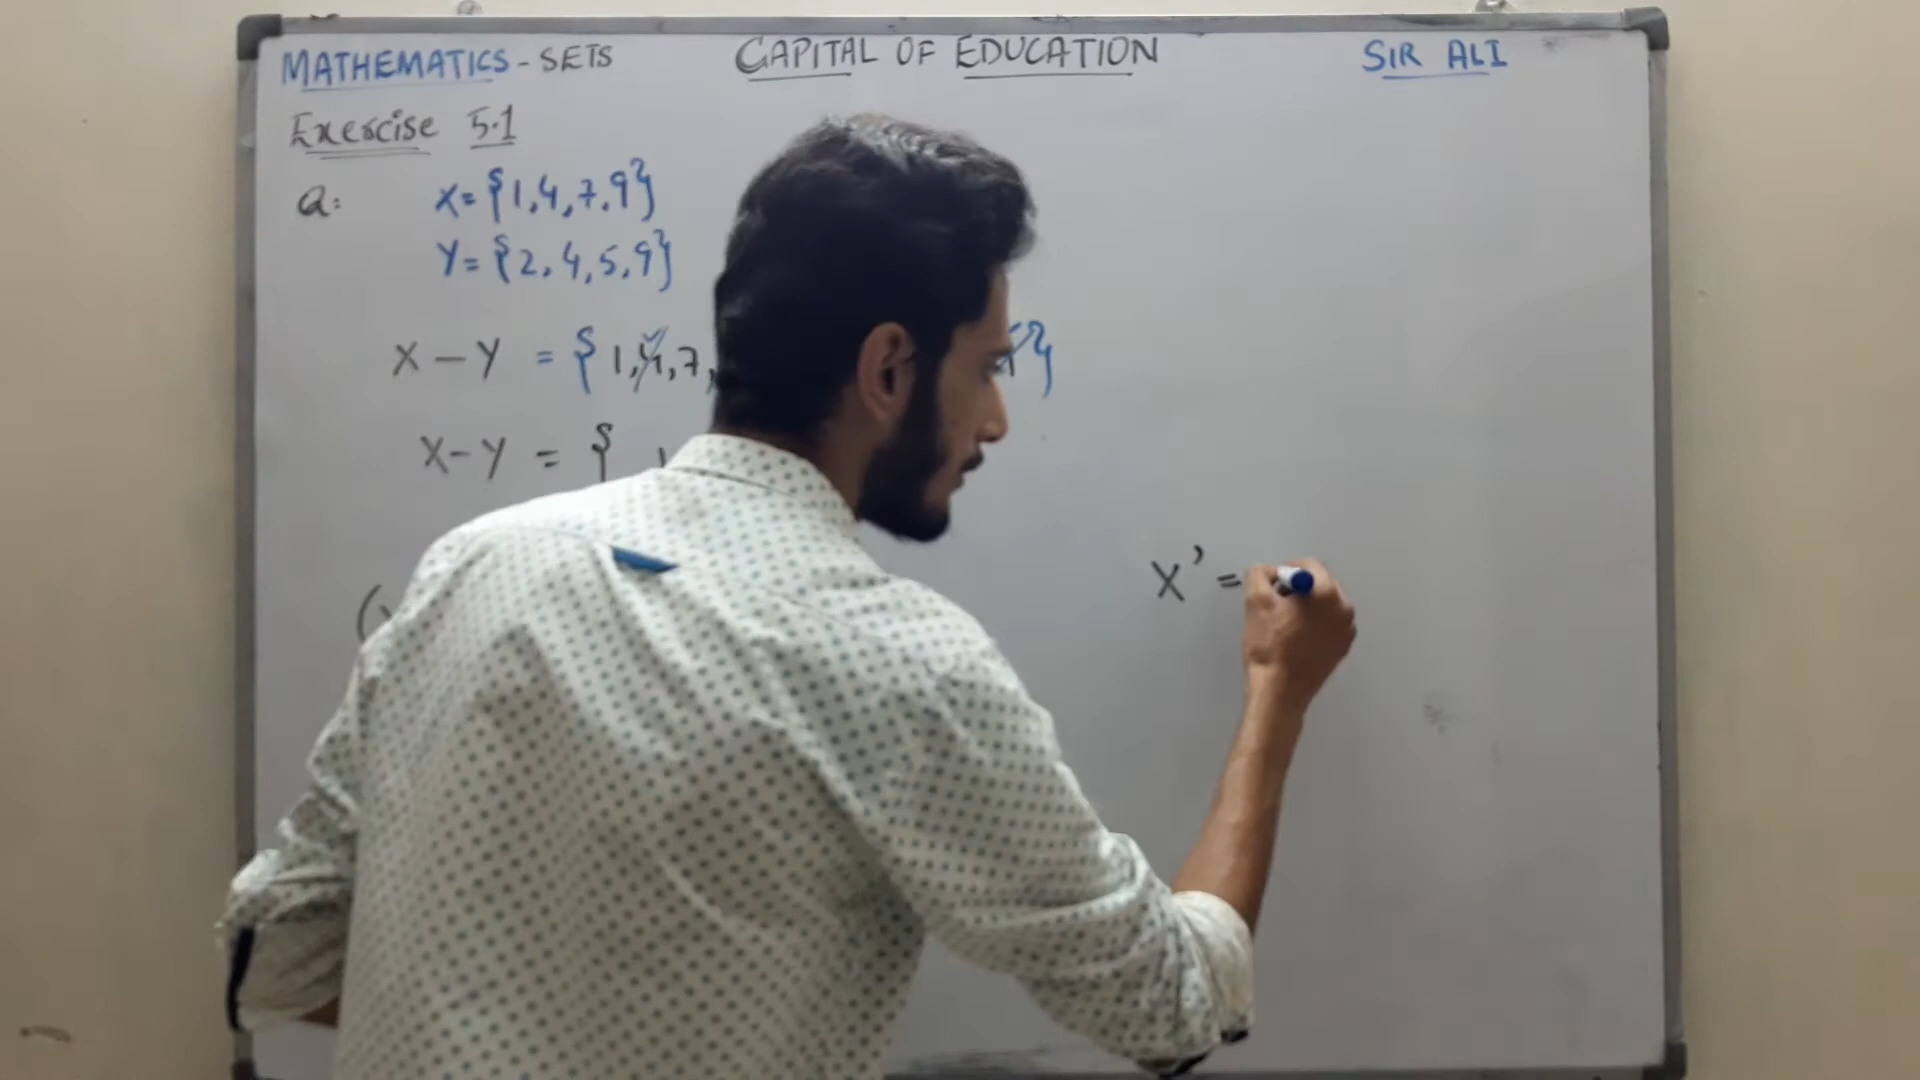 MATHEMATICS - SETS CAPITAL OF EDUCATION SIR ALI
Exercise 5.1
Q: X = {1,4,7,9}
Y = {2,4,5,9}
X - Y = {1,4,7, }
X - Y = { 1
X' =